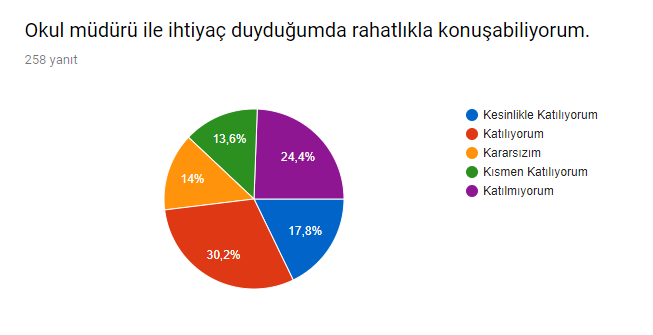 Okul müdürü ile ihtiyaç duyduğumda rahatlıkla konuşabiliyorum.
258 yanıt
Kesinlikle Katılıyorum
Katılıyorum
Kararsızım
Kısmen Katılıyorum
Katılmıyorum
13,6%
24,4%
14%
17,8%
30,2%